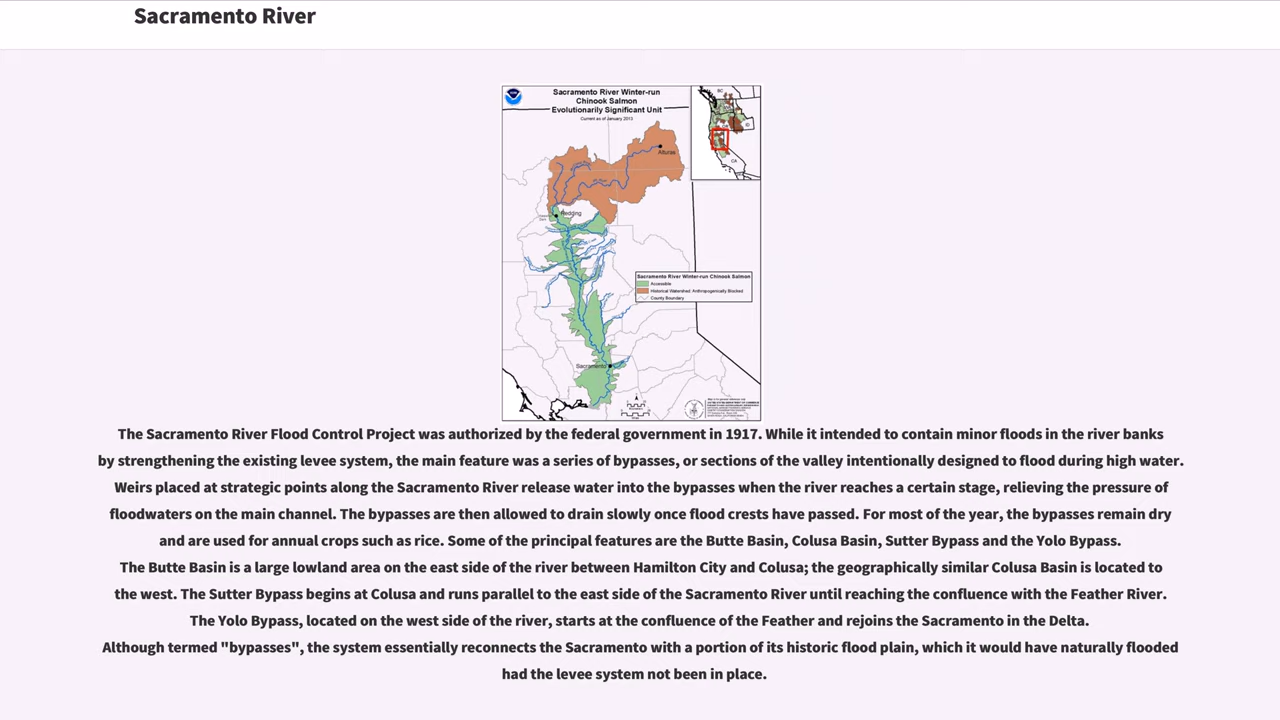 Sacramento River
Sacramento River Winter-run
Chinook Salmon
Evolutionarily Significant Unit
Current as of January 2013
BC
ID
CA
Alturas
Redding
Sacramento River Winter-run Chinook Salmon
Accessible
Historical Watershed: Anthropogenically Blocked
County Boundary
Sacramento
The Sacramento River Flood Control Project was authorized by the federal government in 1917. While it intended to contain minor floods in the river banks
by strengthening the existing levee system, the main feature was a series of bypasses, or sections of the valley intentionally designed to flood during high water.
Weirs placed at strategic points along the Sacramento River release water into the bypasses when the river reaches a certain stage, relieving the pressure of
floodwaters on the main channel. The bypasses are then allowed to drain slowly once flood crests have passed. For most of the year, the bypasses remain dry
and are used for annual crops such as rice. Some of the principal features are the Butte Basin, Colusa Basin, Sutter Bypass and the Yolo Bypass.
The Butte Basin is a large lowland area on the east side of the river between Hamilton City and Colusa; the geographically similar Colusa Basin is located to
the west. The Sutter Bypass begins at Colusa and runs parallel to the east side of the Sacramento River until reaching the confluence with the Feather River.
The Yolo Bypass, located on the west side of the river, starts at the confluence of the Feather and rejoins the Sacramento in the Delta.
Although termed "bypasses", the system essentially reconnects the Sacramento with a portion of its historic flood plain, which it would have naturally flooded
had the levee system not been in place.